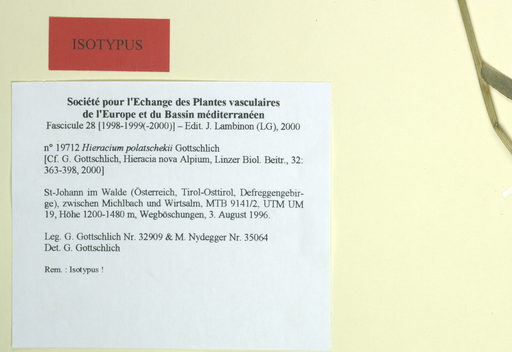 ISOTYPUS
Société pour l'Echange des Plantes vasculaires
de l'Europe et du Bassin méditerranéen
Fascicule 28 [1998-1999(-2000)] – Edit. J. Lambinon (LG), 2000
n° 19712 Hieracium polatschekii Gottschlich
[Cf. G. Gottschlich, Hieracia nova Alpium, Linzer Biol. Beitr., 32:
363-398, 2000]
St-Johann im Walde (Österreich, Tirol-Osttirol, Defreggengebir-
ge), zwischen Michlbach und Wirtsalm, MTB 9141/2, UTM UM
19, Höhe 1200-1480 m, Wegböschungen, 3. August 1996.
Leg. G. Gottschlich Nr. 32909 & M. Nydegger Nr. 35064
Det. G. Gottschlich
Rem. : Isotypus !